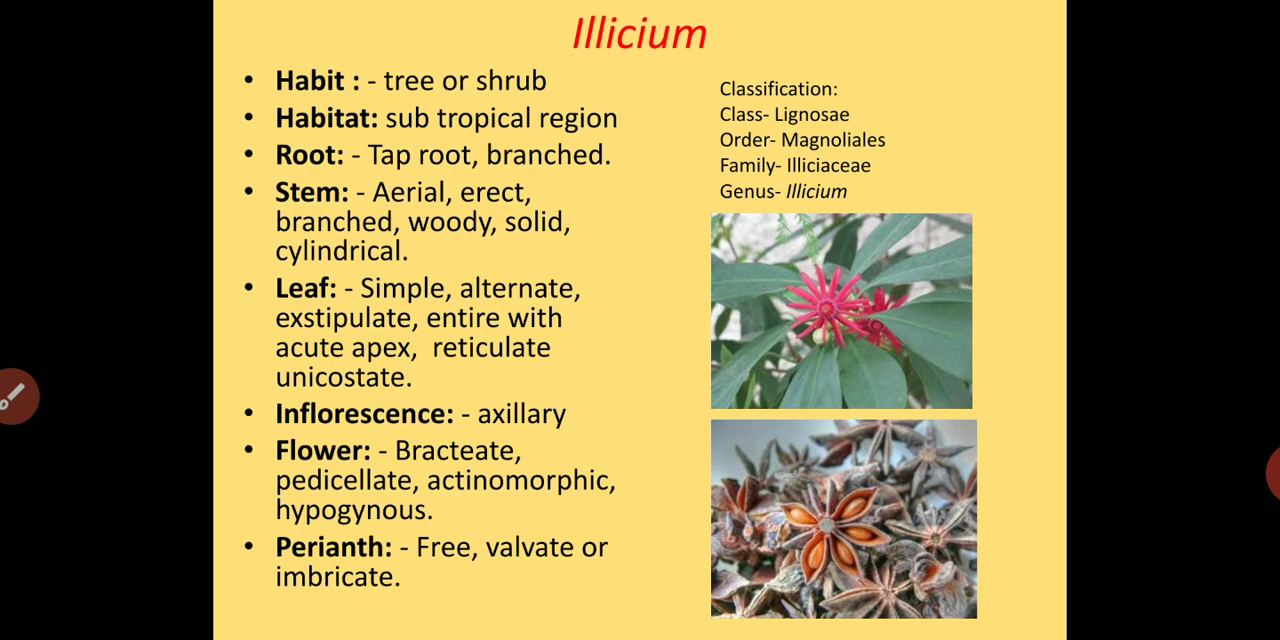 Illicium
• Habit : - tree or shrub
• Habitat: sub tropical region
• Root: - Tap root, branched.
• Stem: - Aerial, erect,
branched, woody, solid,
cylindrical.
• Leaf: - Simple, alternate,
exstipulate, entire with
acute apex,  reticulate
unicostate.
• Inflorescence: - axillary
• Flower: - Bracteate,
pedicellate, actinomorphic,
hypogynous.
• Perianth: - Free, valvate or
imbricate.
Classification:
Class- Lignosae
Order- Magnoliales
Family- Illiciaceae
Genus- Illicium